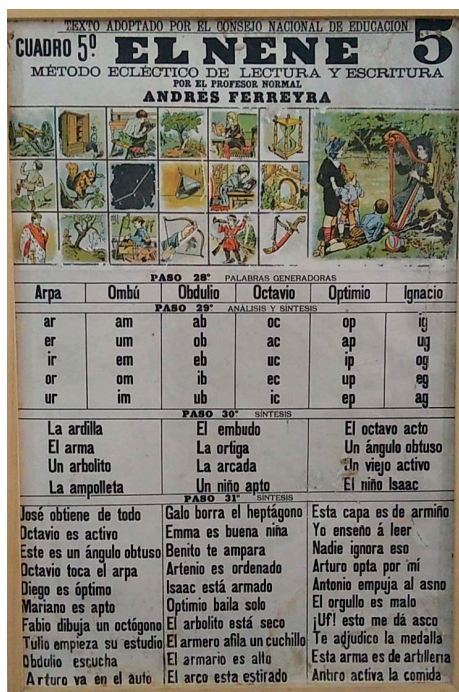 TEXTO ADOPTADO POR EL CONSEJO NACIONAL DE EDUCACION
CUADRO 5º EL NENE 5
MÉTODO ECLÉCTICO DE LECTURA Y ESCRITURA
POR EL PROFESOR NORMAL
ANDRÉS FERREYRA
PASO 28º PALABRAS GENERADORAS
Arpa Ombú Obdulio Octavio Optimio Ignacio
PASO 29º ANÁLISIS Y SÍNTESIS
ar am ab oc op ig
er um ob ac ap ug
ir em eb uc ip og
or om ib ec up eg
ur im ub ic ep ag
PASO 30º SÍNTESIS
La ardilla El embudo El octavo acto
El arma La ortiga Un ángulo obtuso
Un arbolito La arcada Un viejo activo
La ampolleta Un niño apto El niño Isaac
PASO 31º SÍNTESIS
José obtiene de todo Galo borra el heptágono Esta capa es de armiño
Octavio es activo Emma es buena niña Yo enseño á leer
Este es un ángulo obtuso Benito te ampara Nadie ignora eso
Octavio toca el arpa Artenio es ordenado Arturo opta por mí
Diego es óptimo Isaac está armado Antonio empuja al asno
Mariano es apto Optimio baila solo El orgullo es malo
Fabio dibuja un octógono El arbolito está seco ¡Uf! esto me dá asco
Tulio empieza su estudio El armero afila un cuchillo Te adjudico la medalla
Obdulio escucha El armario es alto Esta arma es de artillería
Arturo va en el auto El arco esta estirado Antiro activa la comida